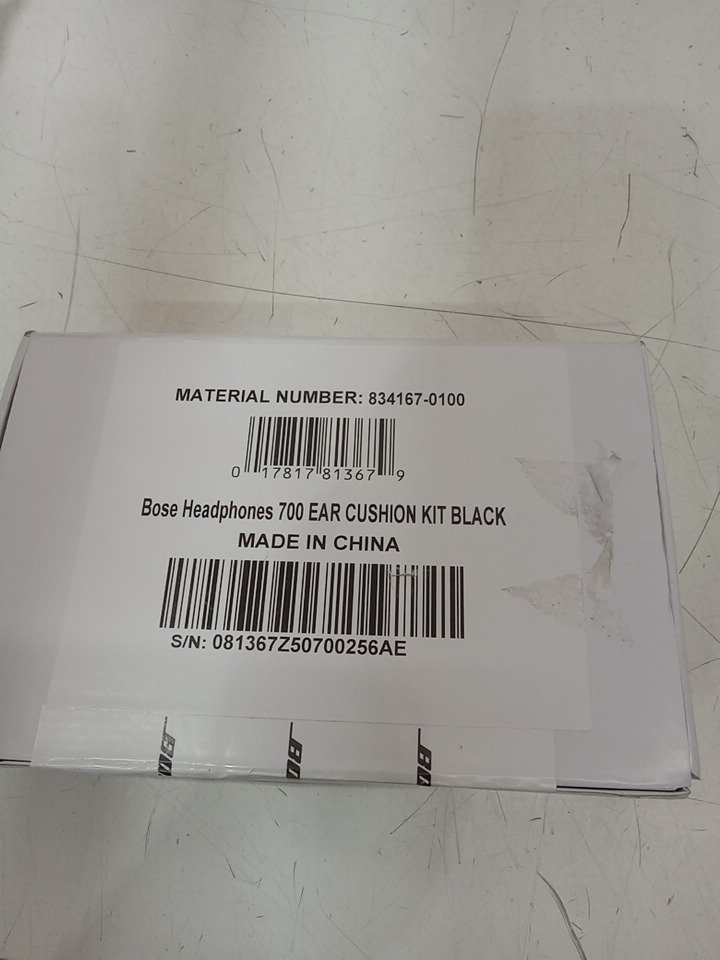 MATERIAL NUMBER: 834167-0100
0 17817 81367 9
Bose Headphones 700 EAR CUSHION KIT BLACK
MADE IN CHINA
S/N: 081367Z50700256AE